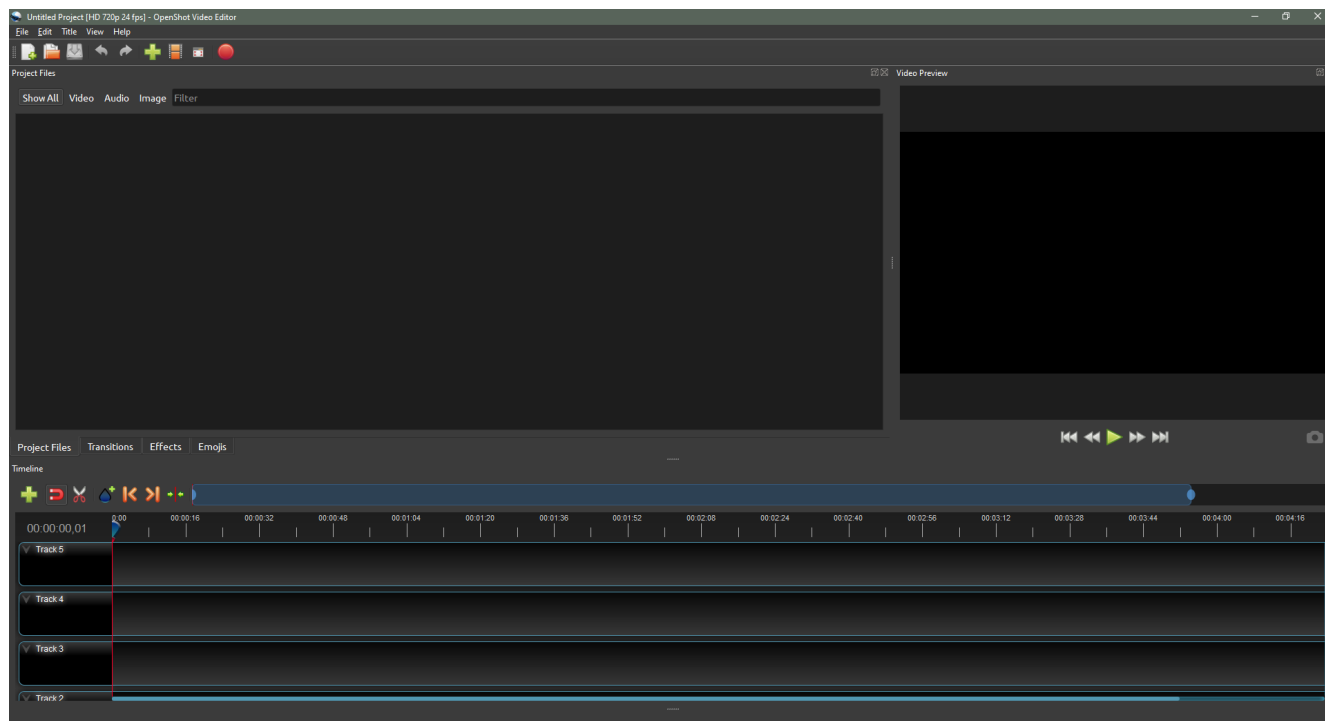 Untitled Project [HD 720p 24 fps] - OpenShot Video Editor
File Edit Title View Help
Project Files
Video Preview
Show All Video Audio Image Filter
Project Files Transitions Effects Emojis
Timeline
00:00:00,01
0:00 00:00:16 00:00:32 00:00:48 00:01:04 00:01:20 00:01:36 00:01:52 00:02:08 00:02:24 00:02:40 00:02:56 00:03:12 00:03:28 00:03:44 00:04:00 00:04:16
Track 5
Track 4
Track 3
Track 2